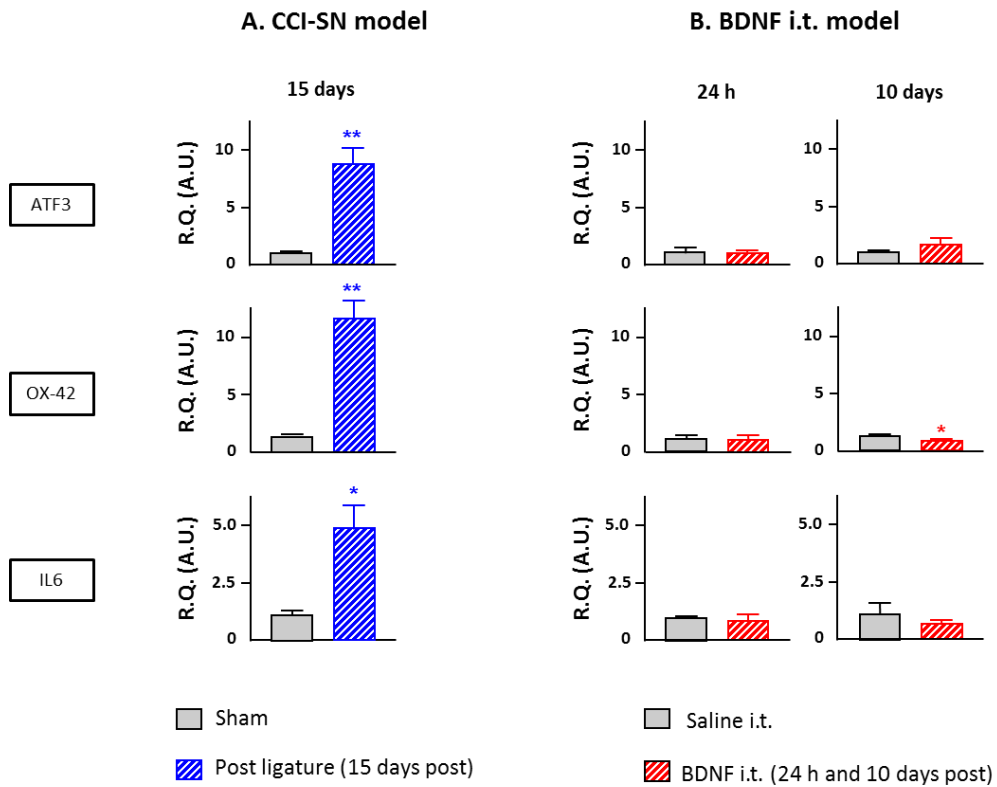 A. CCI-SN model
B. BDNF i.t. model
15 days
24 h
10 days
ATF3
R.Q. (A.U.)
10
5
0
**
R.Q. (A.U.)
10
5
0
10
5
0
OX-42
R.Q. (A.U.)
10
5
0
**
R.Q. (A.U.)
10
5
0
10
5
0
*
IL6
R.Q. (A.U.)
5.0
2.5
0
*
R.Q. (A.U.)
5.0
2.5
0
5.0
2.5
0
Sham
Post ligature (15 days post)
Saline i.t.
BDNF i.t. (24 h and 10 days post)